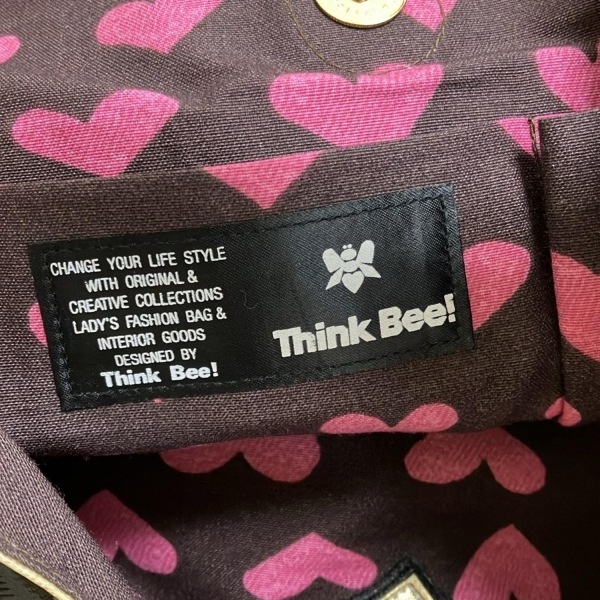 CHANGE YOUR LIFE STYLE
WITH ORIGINAL &
CREATIVE COLLECTIONS
LADY'S FASHION BAG &
INTERIOR GOODS
DESIGNED BY
Think Bee!
Think Bee!